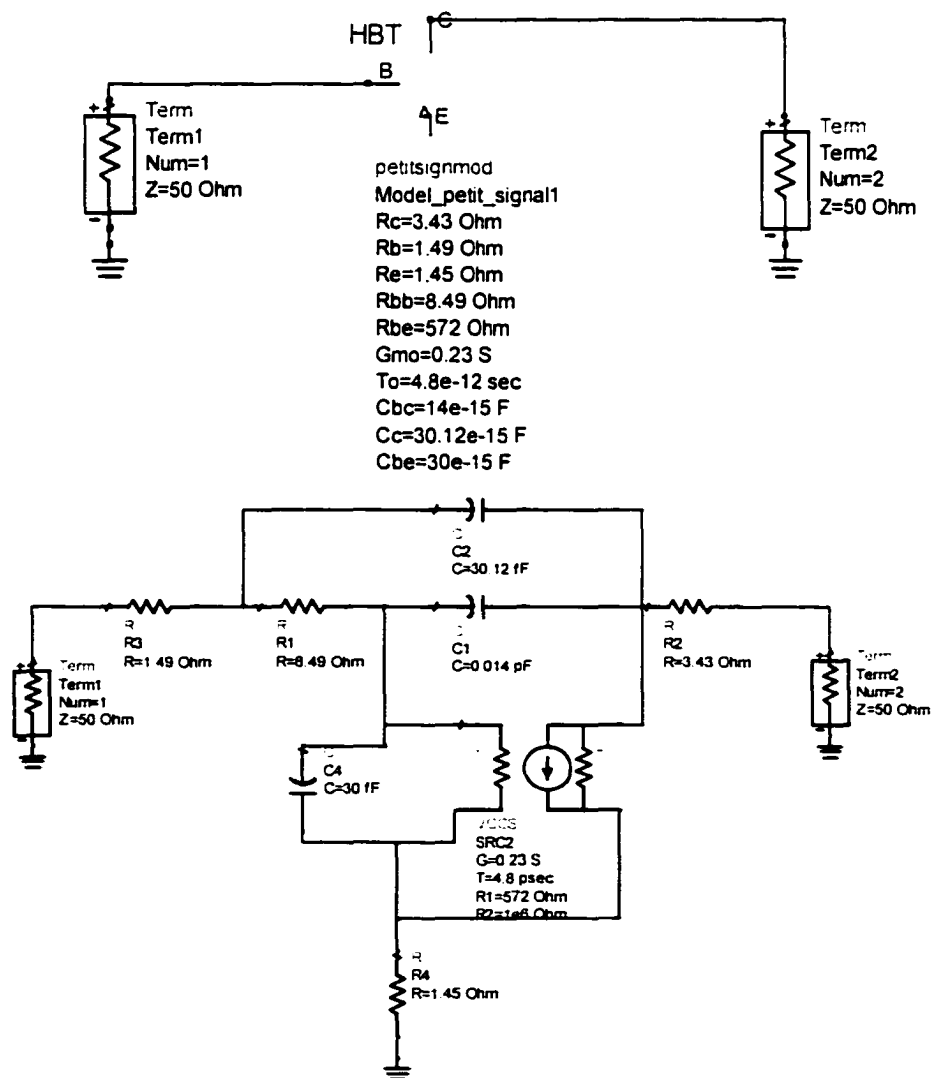 C
HBT
B
E
Term
Term1
Num=1
Z=50 Ohm
Term
Term2
Num=2
Z=50 Ohm
petitsignmod
Model_petit_signal1
Rc=3.43 Ohm
Rb=1.49 Ohm
Re=1.45 Ohm
Rbb=8.49 Ohm
Rbe=572 Ohm
Gmo=0.23 S
To=4.8e-12 sec
Cbc=14e-15 F
Cc=30.12e-15 F
Cbe=30e-15 F
C
C2
C=30.12 fF
R
R3
R=1.49 Ohm
R
R1
R=8.49 Ohm
C
C1
C=0.014 pF
R
R2
R=3.43 Ohm
Term
Term1
Num=1
Z=50 Ohm
Term
Term2
Num=2
Z=50 Ohm
C
C4
C=30 fF
VCCS
SRC2
G=0.23 S
T=4.8 psec
R1=572 Ohm
R2=1e6 Ohm
R
R4
R=1.45 Ohm